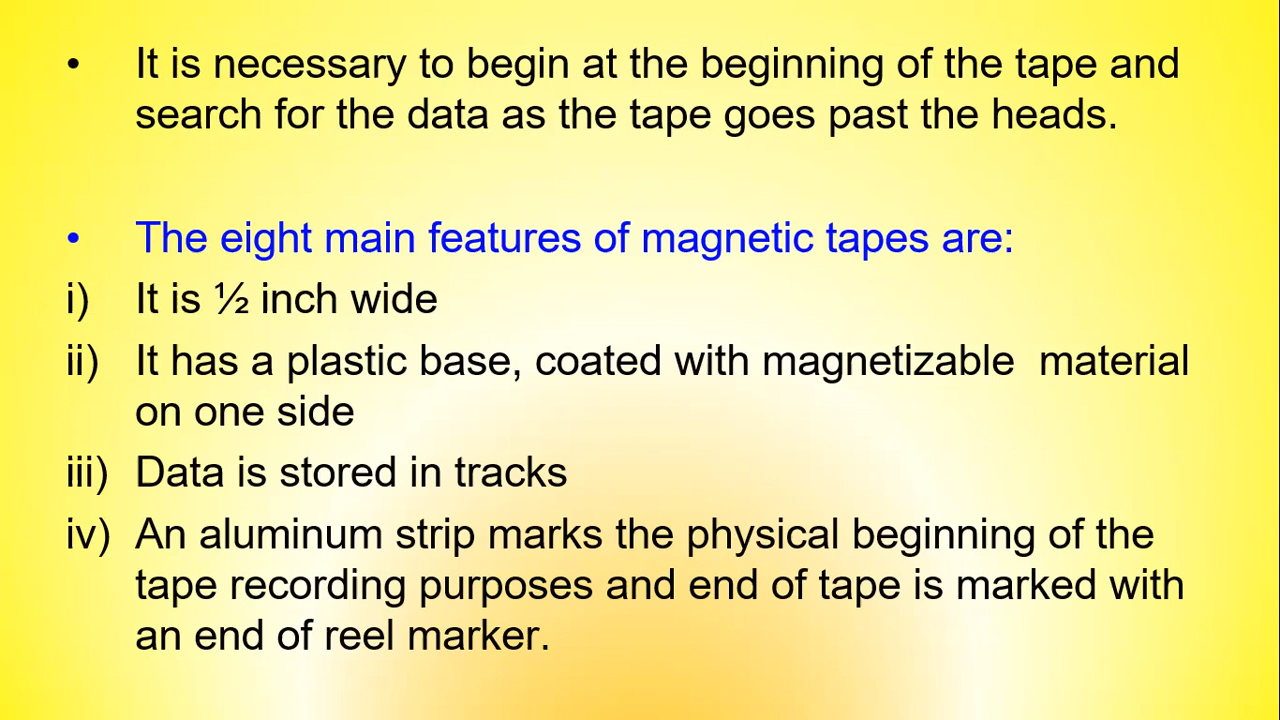 • It is necessary to begin at the beginning of the tape and
search for the data as the tape goes past the heads.
• The eight main features of magnetic tapes are:
i) It is ½ inch wide
ii) It has a plastic base, coated with magnetizable  material
on one side
iii) Data is stored in tracks
iv) An aluminum strip marks the physical beginning of the
tape recording purposes and end of tape is marked with
an end of reel marker.